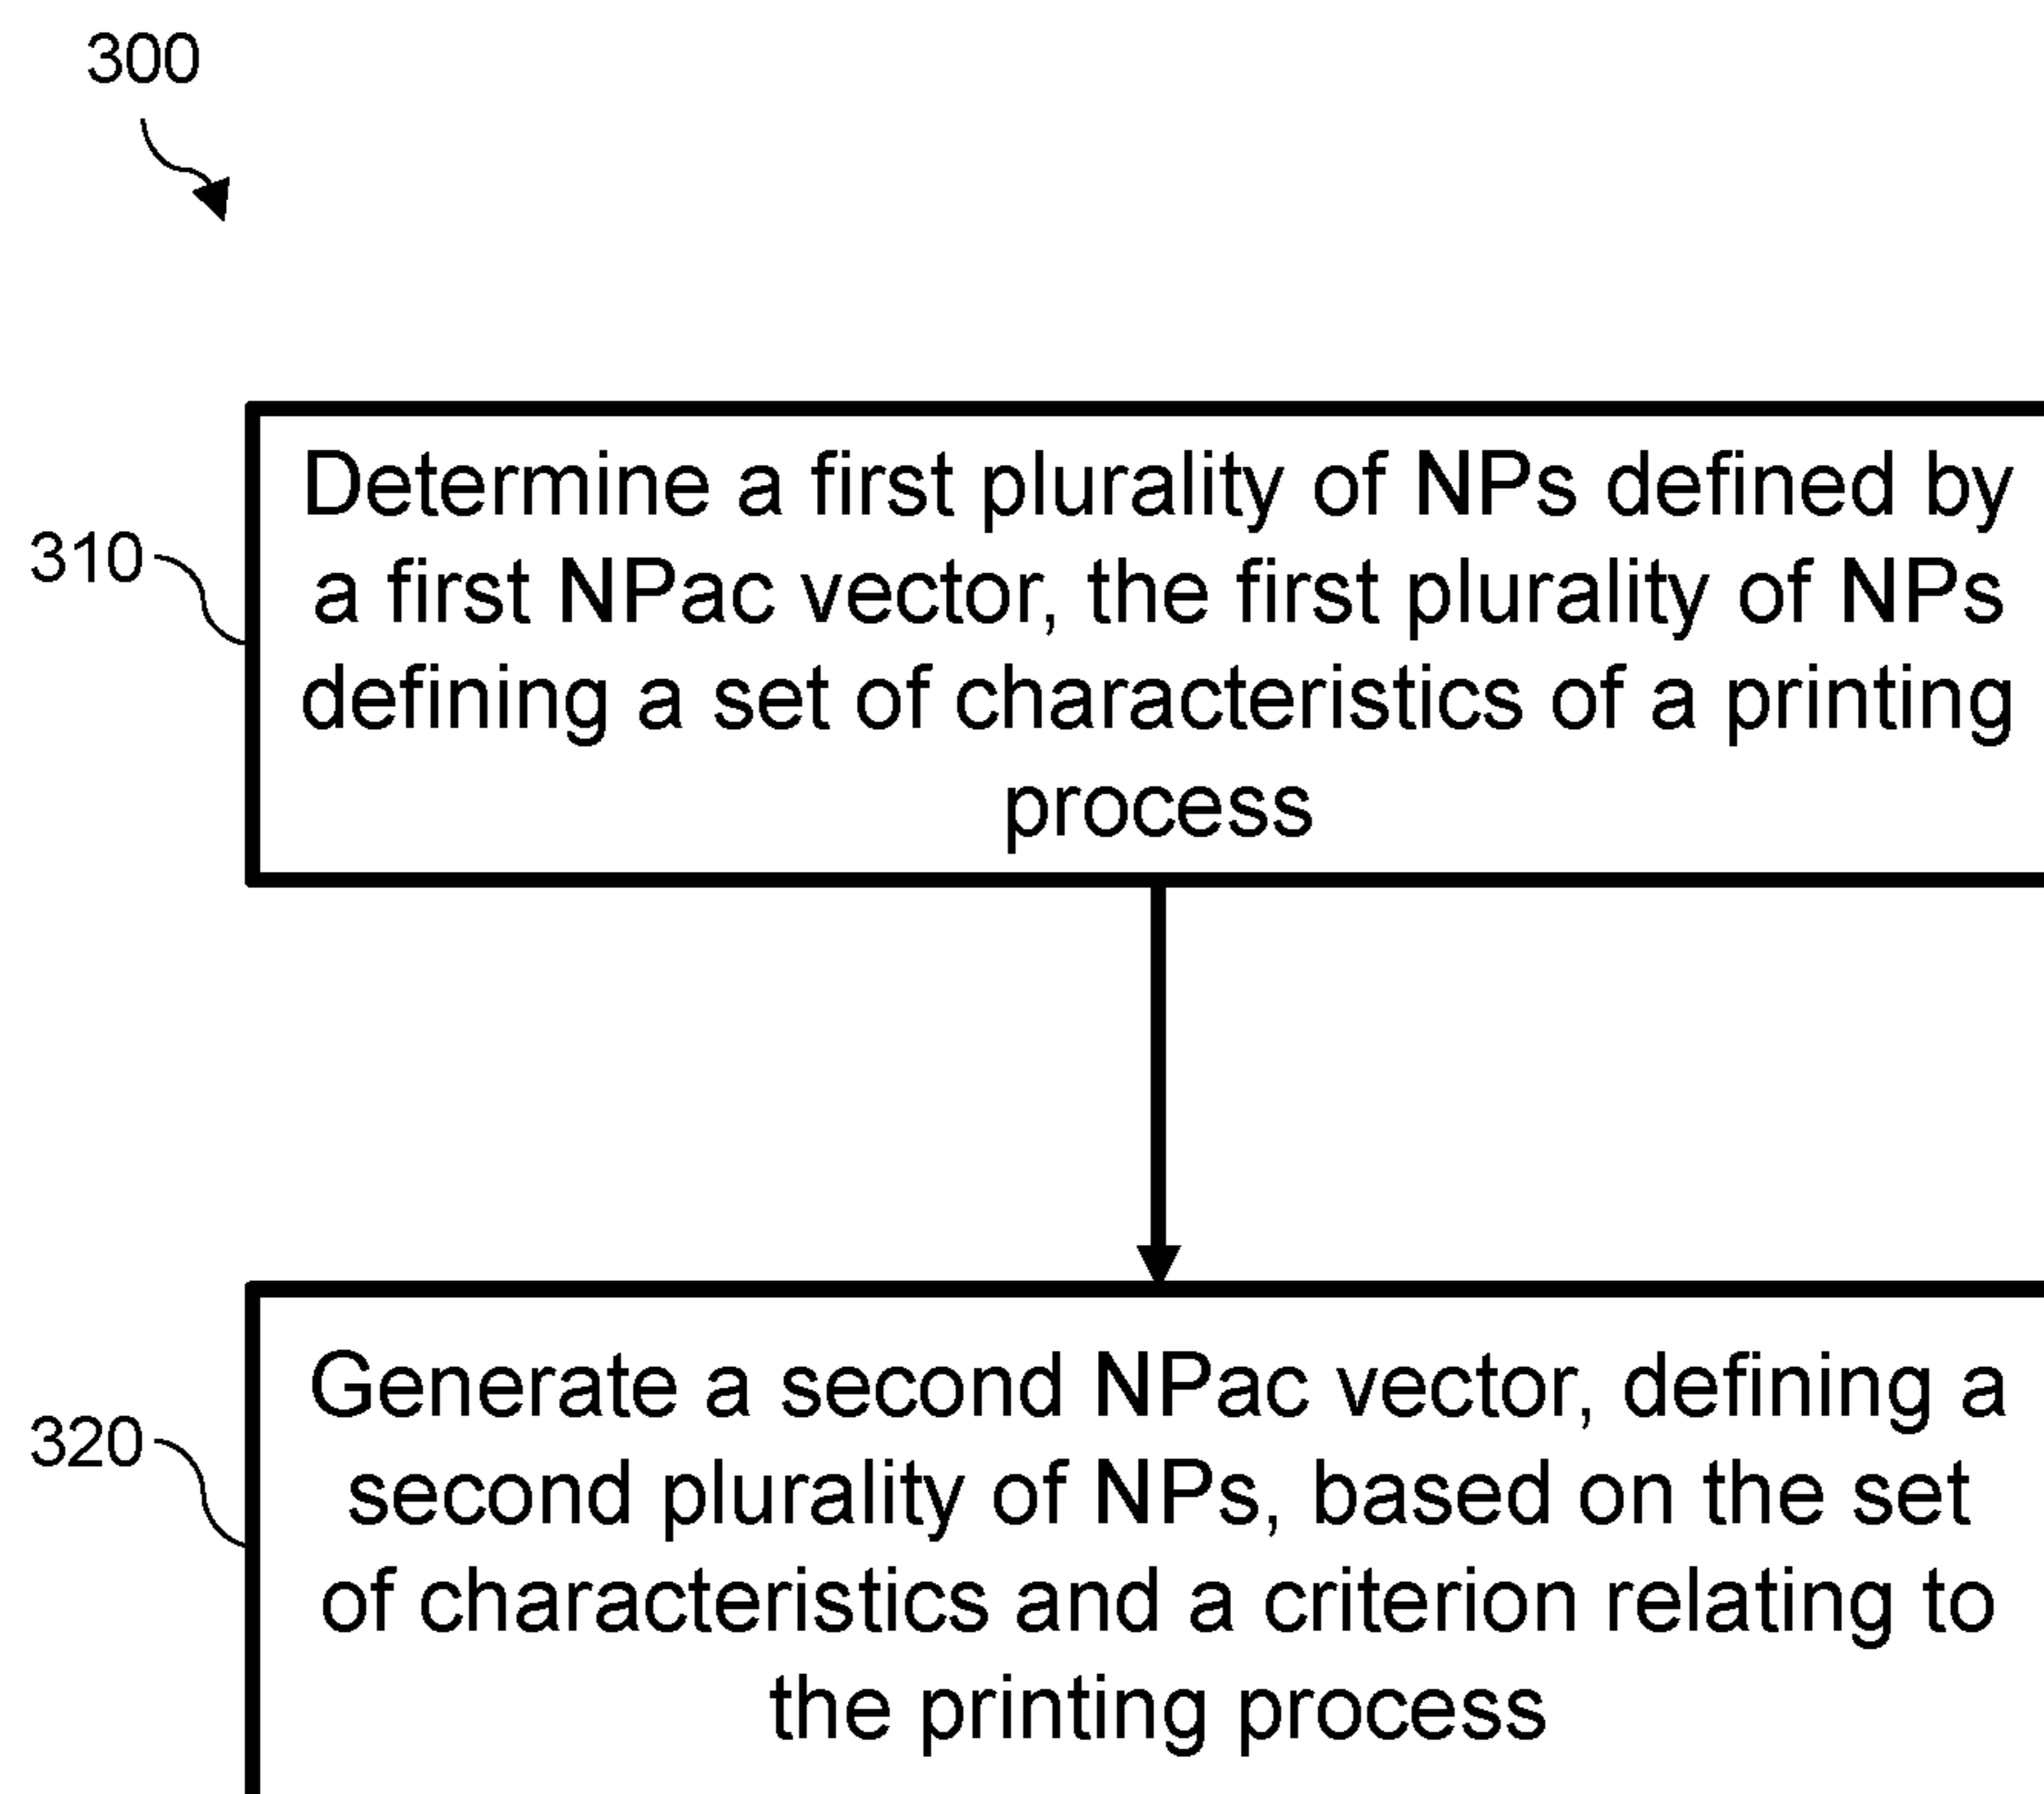 300
310
Determine a first plurality of NPs defined by
a first NPac vector, the first plurality of NPs
defining a set of characteristics of a printing
process
320
Generate a second NPac vector, defining a
second plurality of NPs, based on the set
of characteristics and a criterion relating to
the printing process